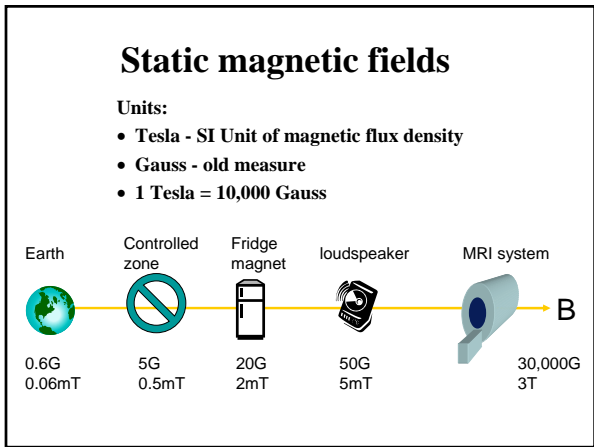 Static magnetic fields
Units:
• Tesla - SI Unit of magnetic flux density
• Gauss - old measure
• 1 Tesla = 10,000 Gauss
Earth
Controlled
zone
Fridge
magnet
loudspeaker
MRI system
B
0.6G
0.06mT
5G
0.5mT
20G
2mT
50G
5mT
30,000G
3T